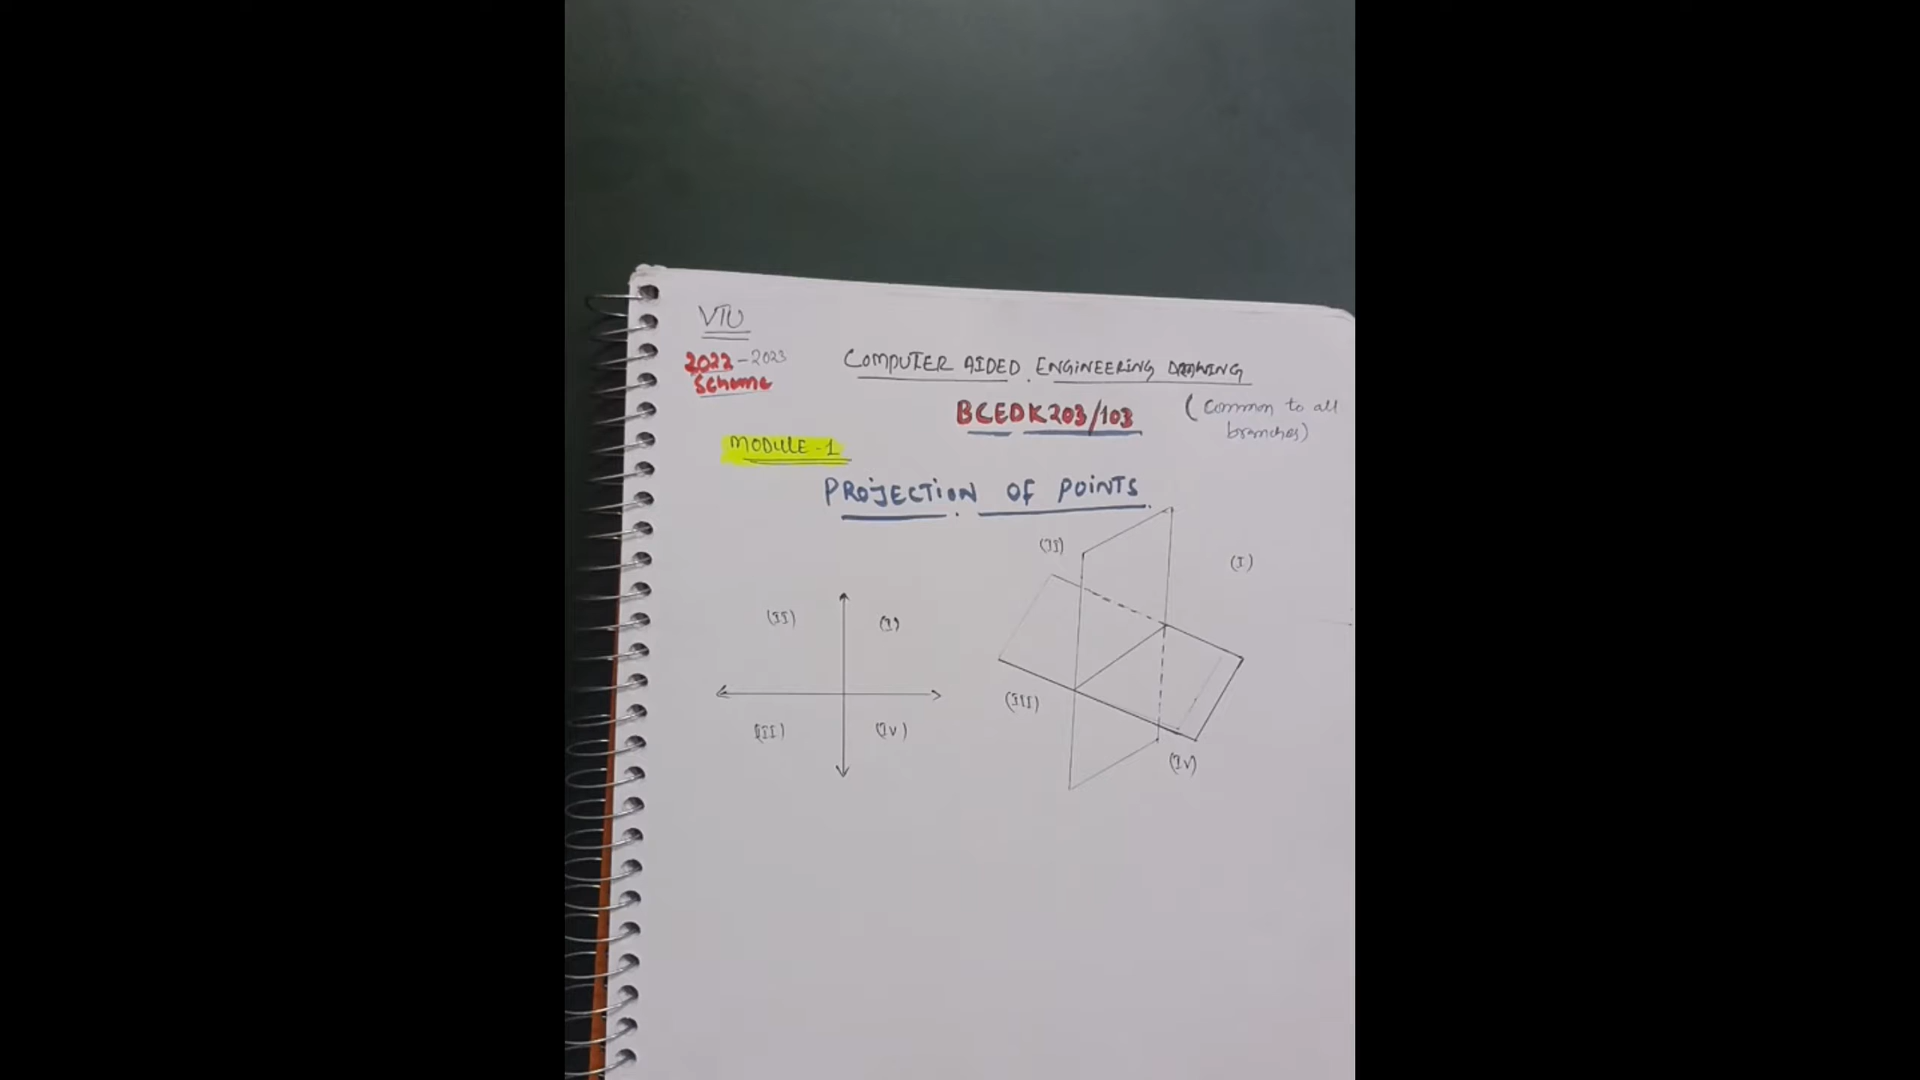 VTU
2022-2023
Scheme
COMPUTER AIDED ENGINEERING DRAWING
BCEDK203/103
(Common to all
branches)
MODULE-1
PROJECTION OF POINTS.
(II)
(I)
(III)
(IV)
(II)
(I)
(III)
(IV)